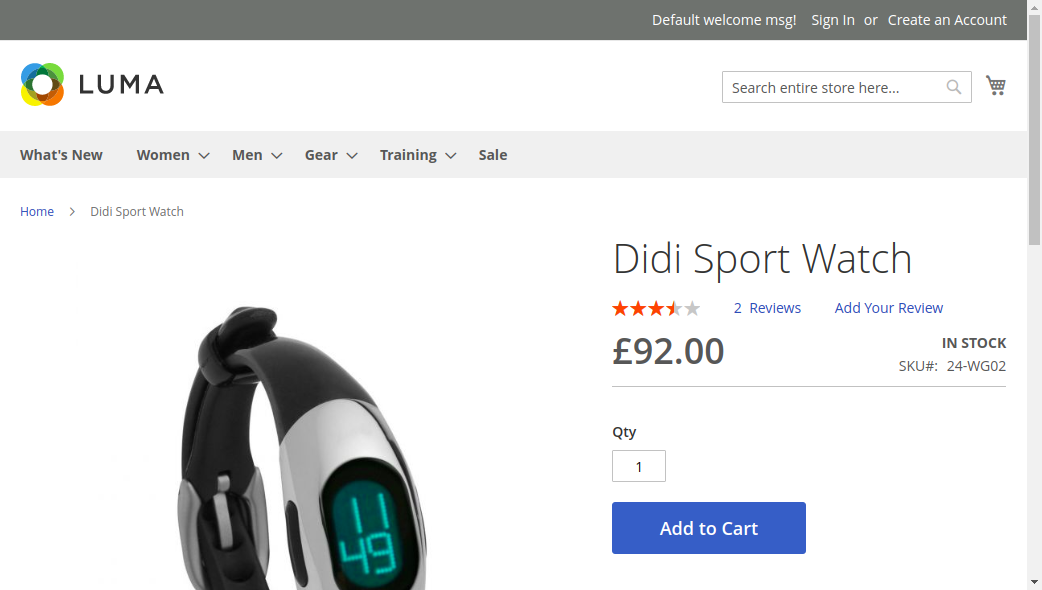 Default welcome msg! Sign In or Create an Account
LUMA
Search entire store here...
What's New Women Men Gear Training Sale
Home Didi Sport Watch
Didi Sport Watch
2 Reviews Add Your Review
£92.00
IN STOCK
SKU#: 24-WG02
Qty
1
Add to Cart
11
49